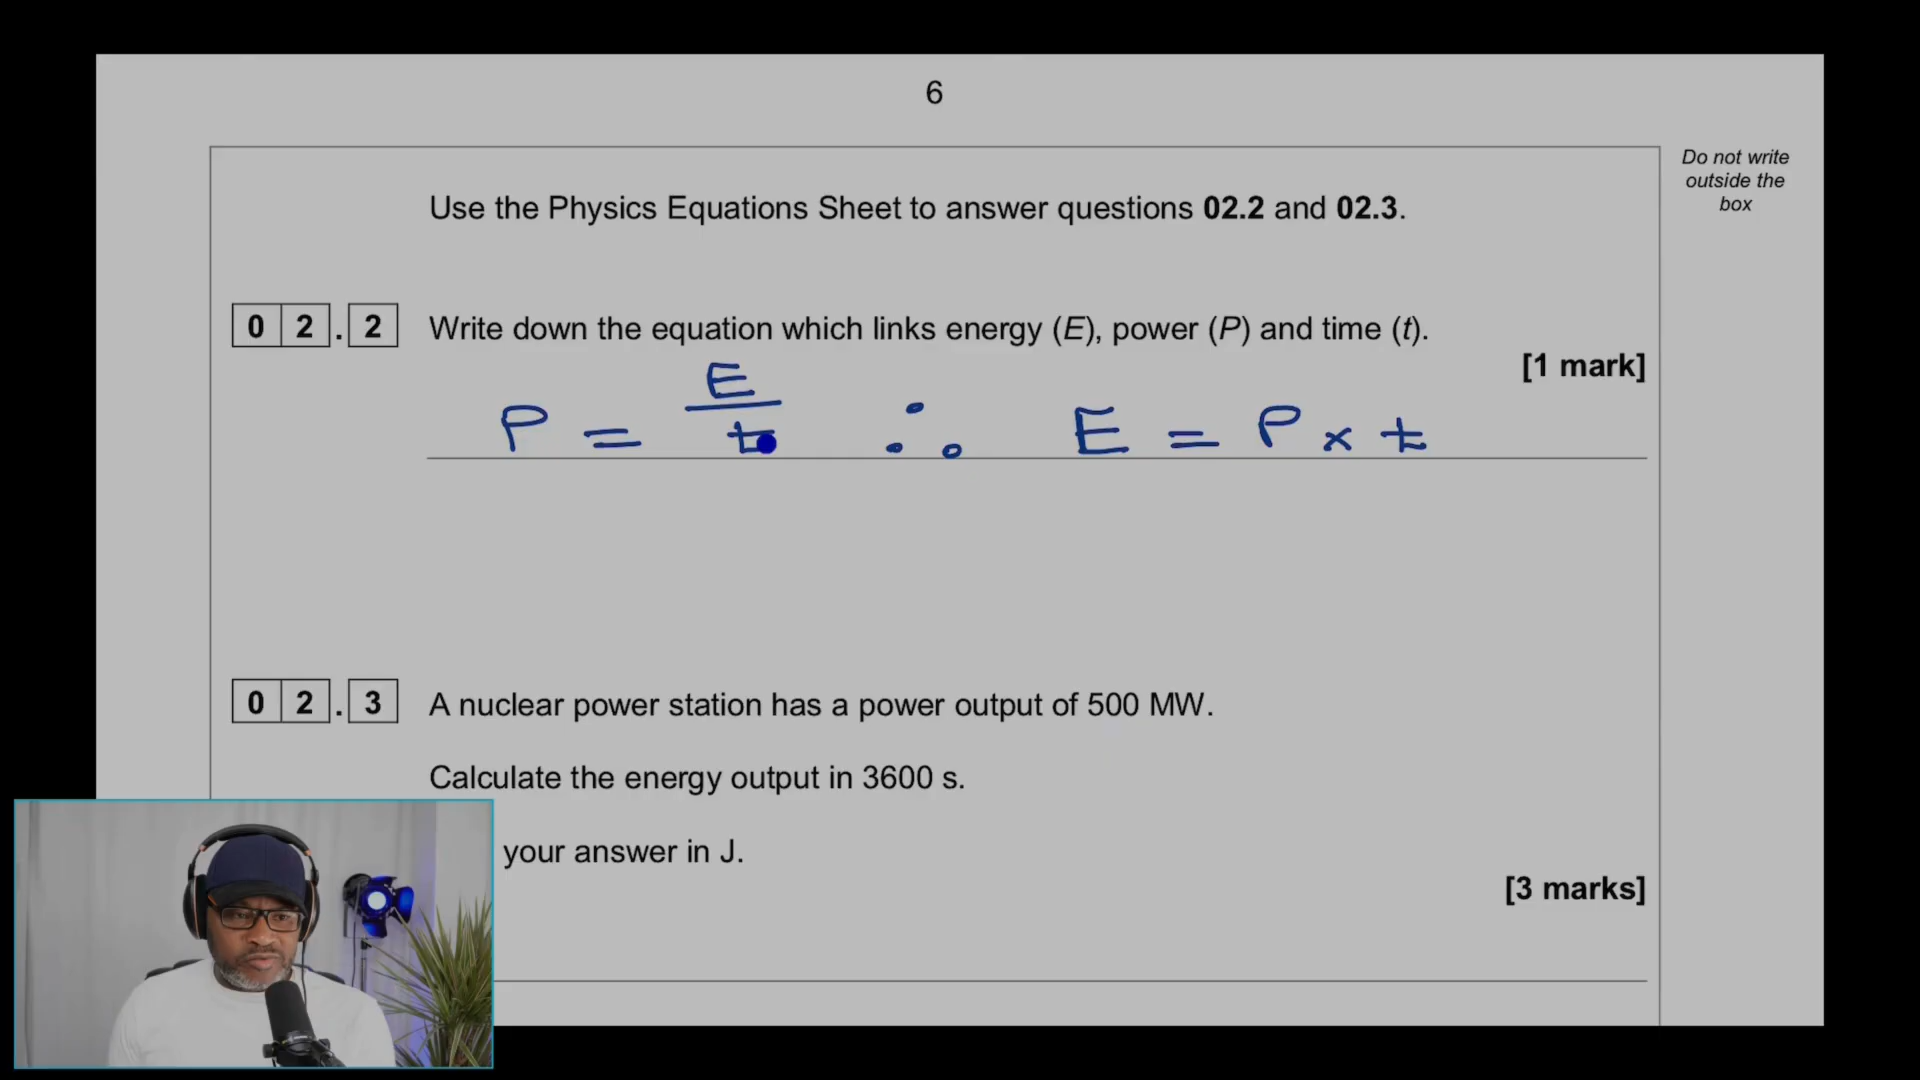 6
Do not write
outside the
box
Use the Physics Equations Sheet to answer questions 02.2 and 02.3.
0 2 . 2 Write down the equation which links energy (E), power (P) and time (t).
[1 mark]
P = E/t ∴ E = P × t
0 2 . 3 A nuclear power station has a power output of 500 MW.
Calculate the energy output in 3600 s.
your answer in J.
[3 marks]